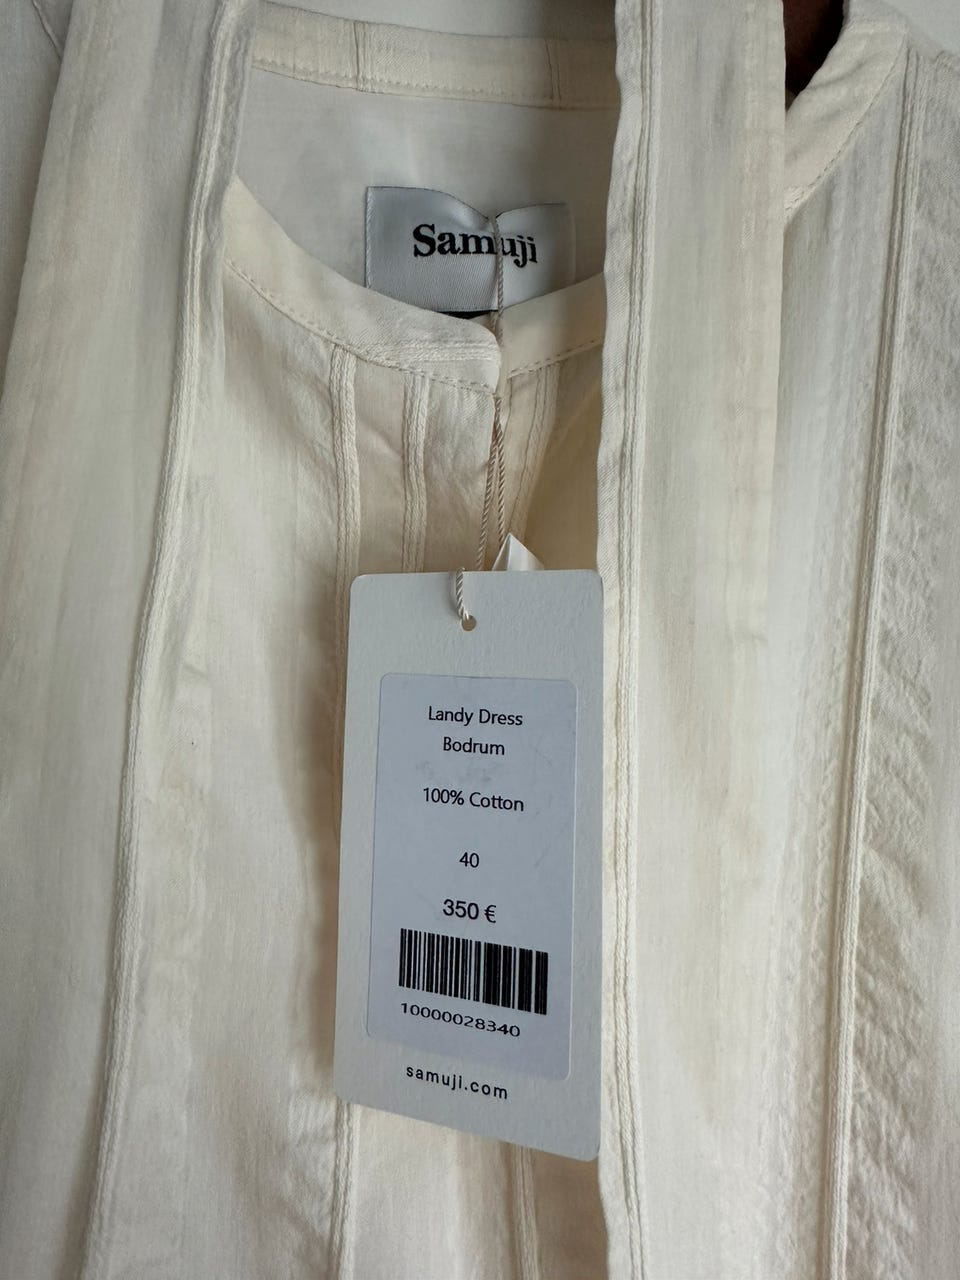 Samuji
Landy Dress
Bodrum
100% Cotton
40
350 €
10000028340
samuji.com